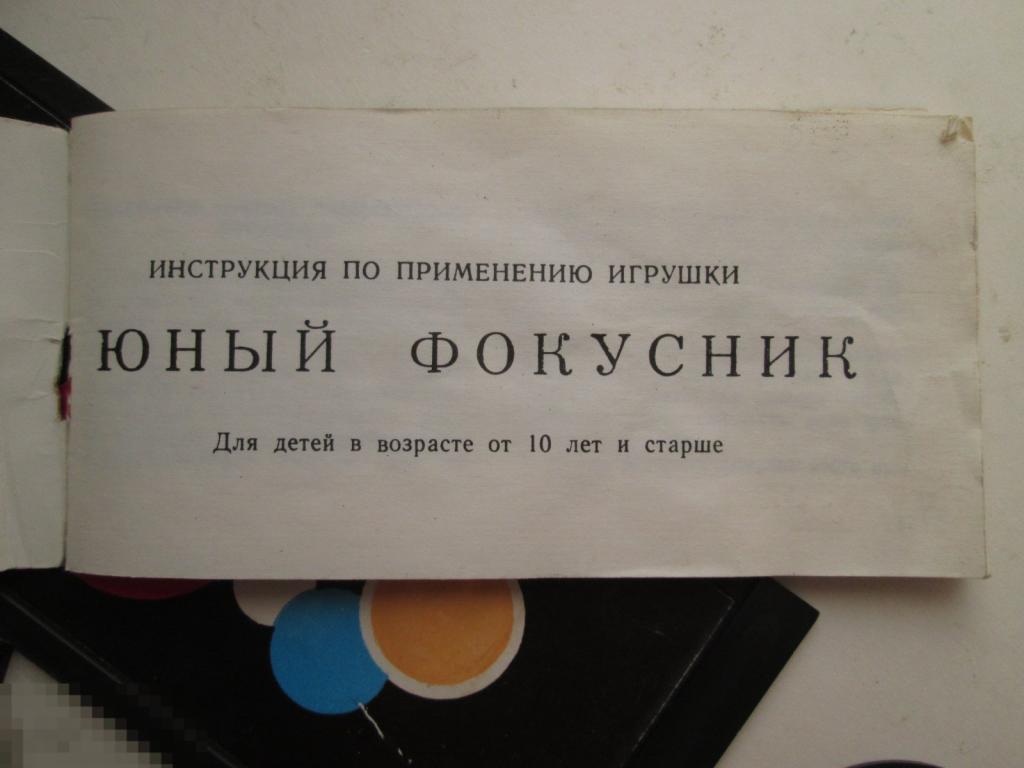 ИНСТРУКЦИЯ ПО ПРИМЕНЕНИЮ ИГРУШКИ
ЮНЫЙ ФОКУСНИК
Для детей в возрасте от 10 лет и старше